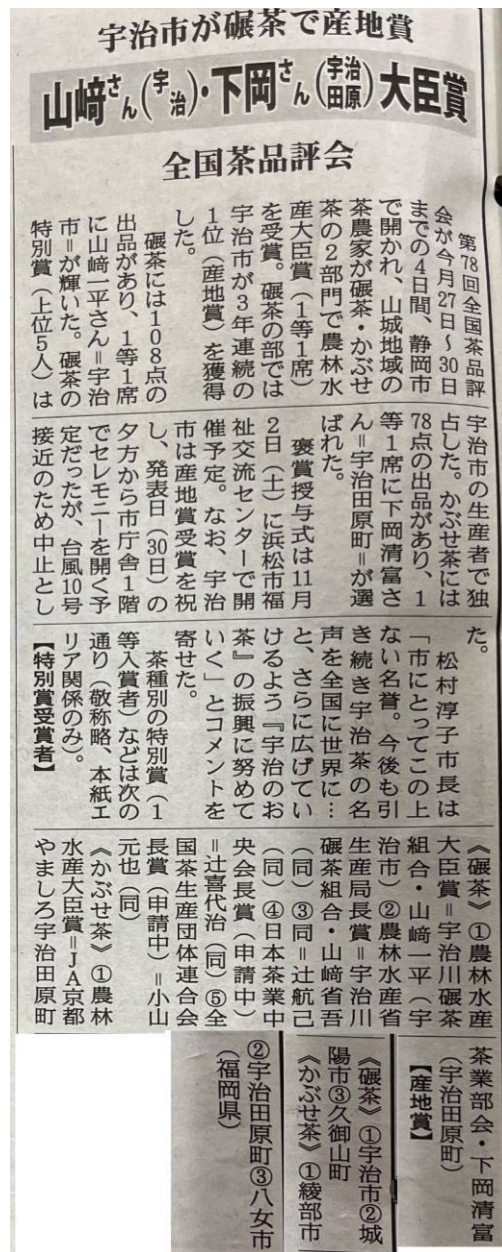 宇治市が碾茶で産地賞
山﨑さん(宇治)・下岡さん(宇治田原)大臣賞
全国茶品評会
第78回全国茶品評
会が今月27日~30日
までの4日間、静岡市
で開かれ、山城地域の
茶農家が碾茶・かぶせ
茶の2部門で農林水
産大臣賞(1等1席)
を受賞。碾茶の部では
宇治市が3年連続の
1位(産地賞)を獲得
した。
碾茶には108点の
出品があり、1等1席
に山﨑一平さん=宇治
市=が輝いた。碾茶の
特別賞(上位5人)は
宇治市の生産者で独
占した。かぶせ茶には
78点の出品があり、1
等1席に下岡清富さ
ん=宇治田原町=が選
ばれた。
褒賞授与式は11月
2日(土)に浜松市福
祉交流センターで開
催予定。なお、宇治
市は産地賞受賞を祝
し、発表日(30日)の
夕方から市庁舎1階
でセレモニーを開く予
定だったが、台風10号
接近のため中止とし
た。
松村淳子市長は
「市にとってこの上
ない名誉。今後も引
き続き宇治茶の名
声を全国に世界に…
と、さらに広げてい
けるよう『宇治のお
茶』の振興に努めて
いく」とコメントを
寄せた。
茶種別の特別賞(1
等入賞者)などは次の
通り(敬称略、本紙エ
リア関係のみ)。
【特別賞受賞者】
《碾茶》①農林水産
大臣賞=宇治川碾茶
組合・山﨑一平(宇
治市)②農林水産省
生産局長賞=宇治川
碾茶組合・山﨑省吾
(同)③同=辻航己
(同)④日本茶業中
央会長賞(申請中)
=辻喜代治(同)⑤全
国茶生産団体連合会
長賞(申請中)=小山
元也(同)
《かぶせ茶》①農林
水産大臣賞=JA京都
やましろ宇治田原町
茶業部会・下岡清富
(宇治田原町)
【産地賞】
《碾茶》①宇治市②城
陽市③久御山町
《かぶせ茶》①綾部市
②宇治田原町③八女市
(福岡県)